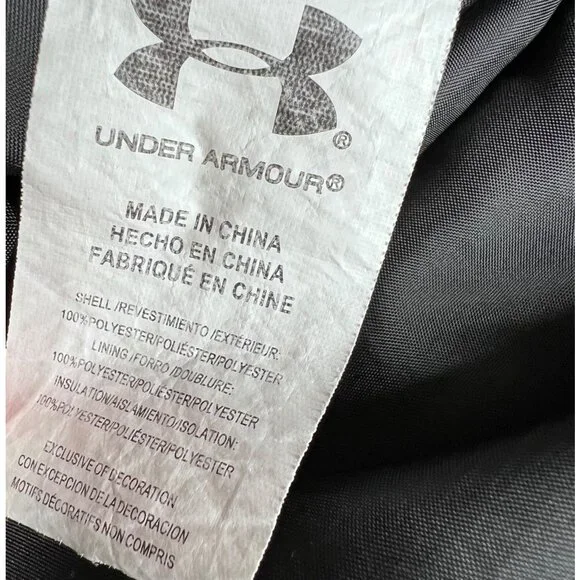 ®
UNDER ARMOUR®
MADE IN CHINA
HECHO EN CHINA
FABRIQUÉ EN CHINE
SHELL/REVESTIMIENTO/EXTÉRIEUR:
100%POLYESTER/POLIÉSTER/POLYESTER
LINING/FORRO/DOUBLURE:
100%POLYESTER/POLIÉSTER/POLYESTER
INSULATION/AISLAMIENTO/ISOLATION:
100%POLYESTER/POLIÉSTER/POLYESTER
EXCLUSIVE OF DECORATION
CON EXCEPCION DE LA DECORACION
MOTIFS DÉCORATIFS NON COMPRIS